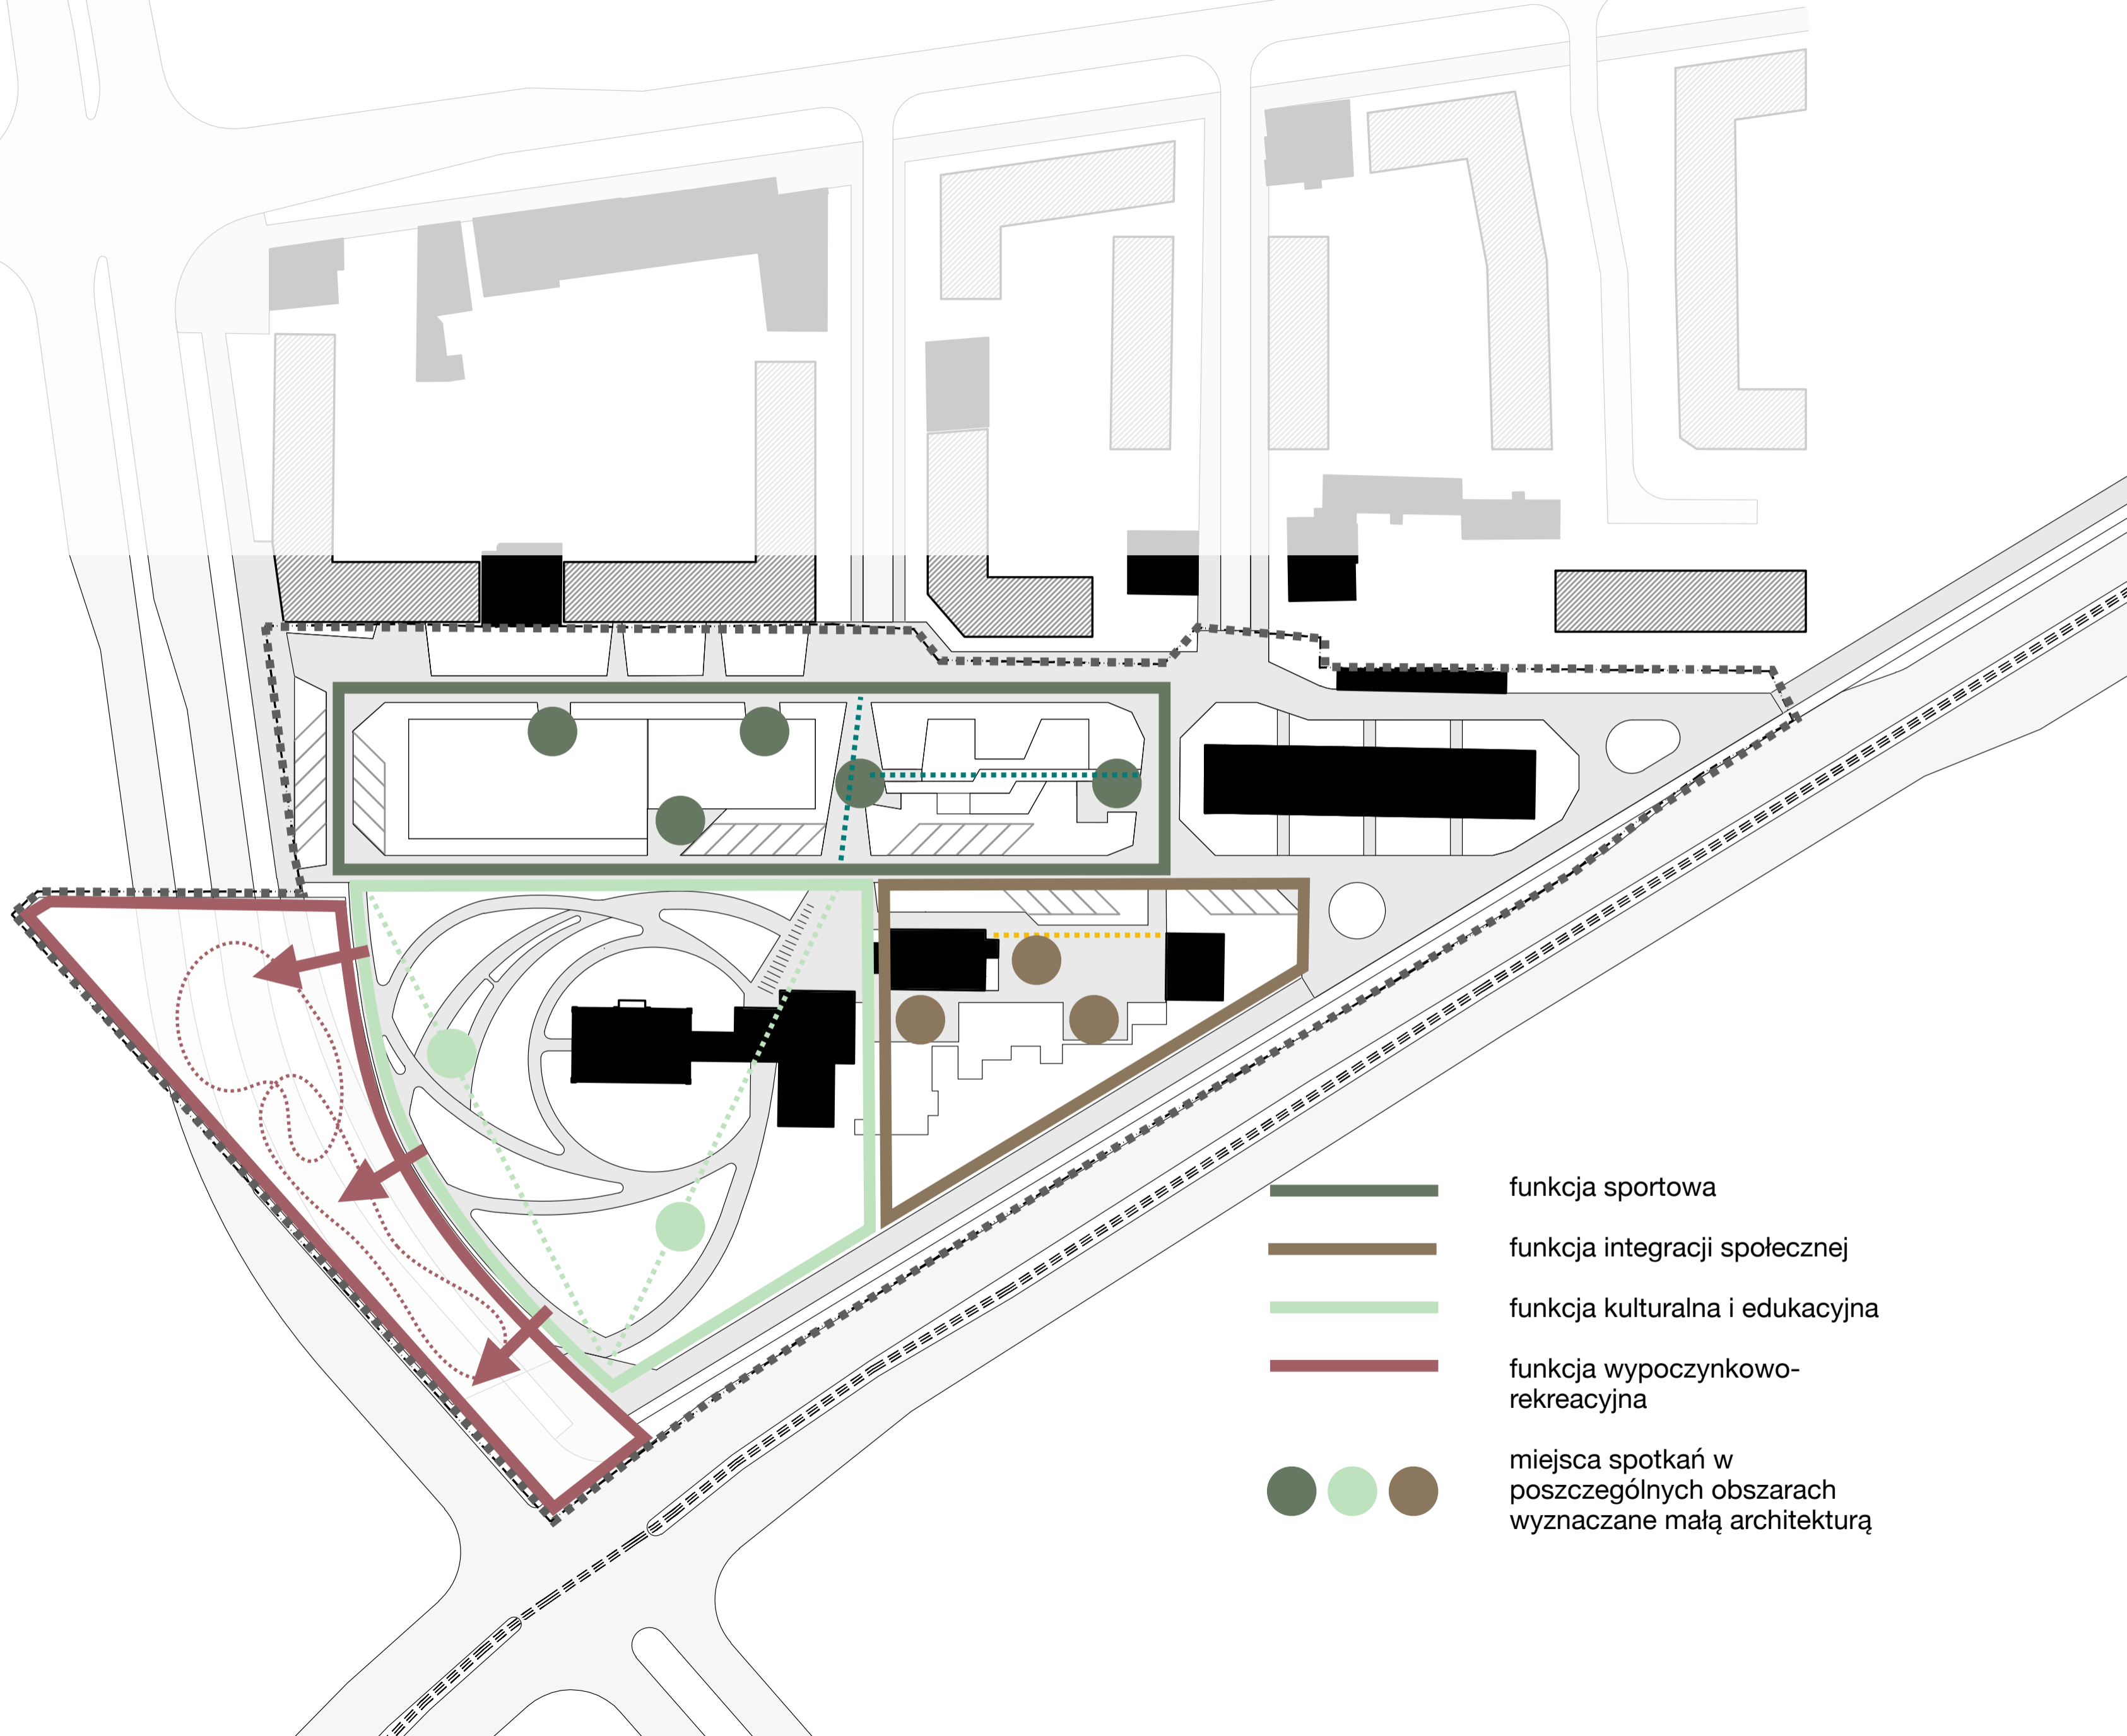 funkcja sportowa
funkcja integracji społecznej
funkcja kulturalna i edukacyjna
funkcja wypoczynkowo-
rekreacyjna
miejsca spotkań w
poszczególnych obszarach
wyznaczane małą architekturą